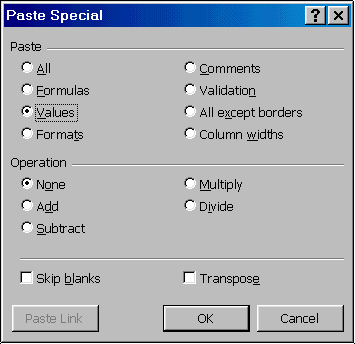 Paste Special
Paste
All
Comments
Formulas
Validation
Values
All except borders
Formats
Column widths
Operation
None
Multiply
Add
Divide
Subtract
Skip blanks
Transpose
Paste Link
OK
Cancel